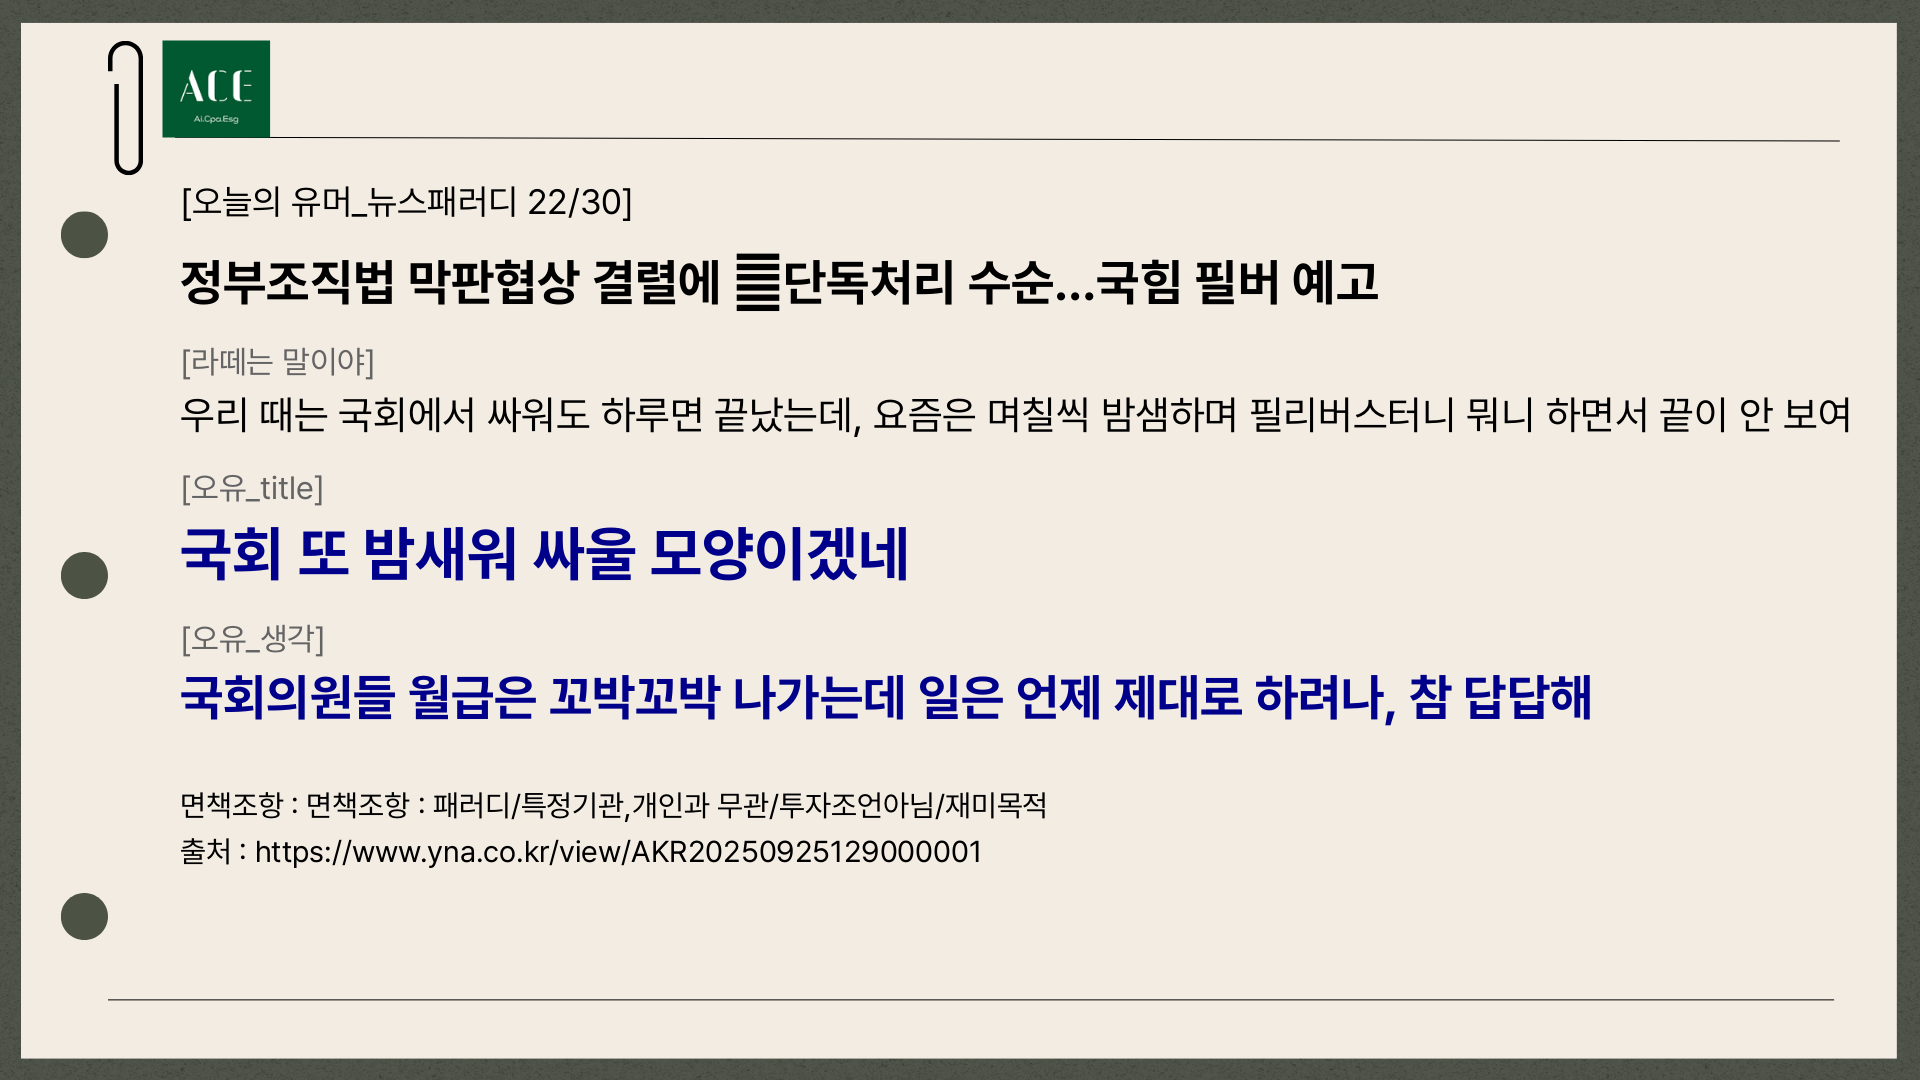 ACE
Ai.Cpa.Esg
[오늘의 유머_뉴스패러디 22/30]
정부조직법 막판협상 결렬에 단독처리 수순...국힘 필버 예고
[라떼는 말이야]
우리 때는 국회에서 싸워도 하루면 끝났는데, 요즘은 며칠씩 밤샘하며 필리버스터니 뭐니 하면서 끝이 안 보여
[오유_title]
국회 또 밤새워 싸울 모양이겠네
[오유_생각]
국회의원들 월급은 꼬박꼬박 나가는데 일은 언제 제대로 하려나, 참 답답해
면책조항 : 면책조항 : 패러디/특정기관,개인과 무관/투자조언아님/재미목적
출처 : https://www.yna.co.kr/view/AKR20250925129000001